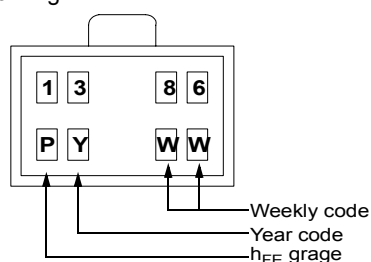 1 3 8 6
P Y W W
Weekly code
Year code
hFE grage